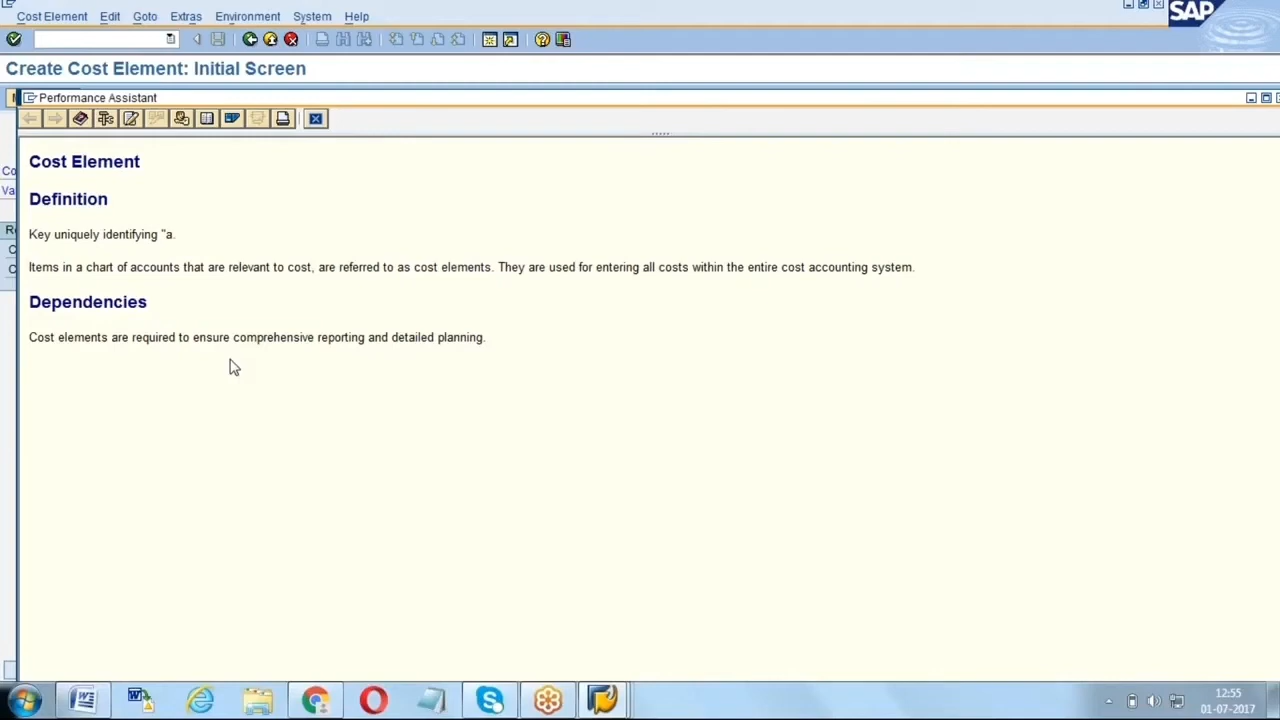 Cost Element Edit Goto Extras Environment System Help
SAP
Create Cost Element: Initial Screen
Performance Assistant
Cost Element
Definition
Key uniquely identifying "a.
Items in a chart of accounts that are relevant to cost, are referred to as cost elements. They are used for entering all costs within the entire cost accounting system.
Dependencies
Cost elements are required to ensure comprehensive reporting and detailed planning.
Co
Va
12:55
01-07-2017